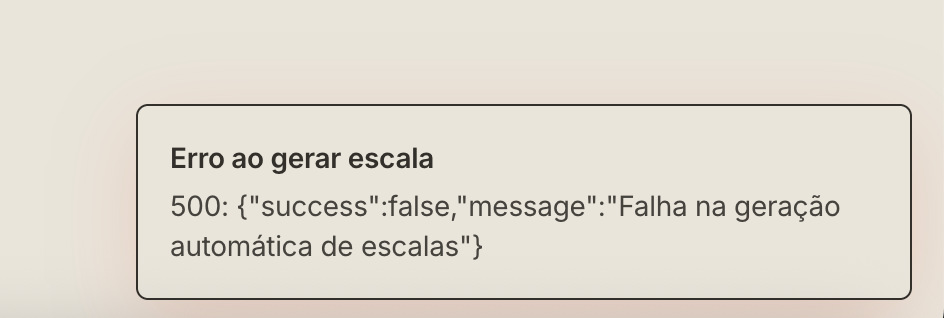 Erro ao gerar escala
500: {"success":false,"message":"Falha na geração
automática de escalas"}